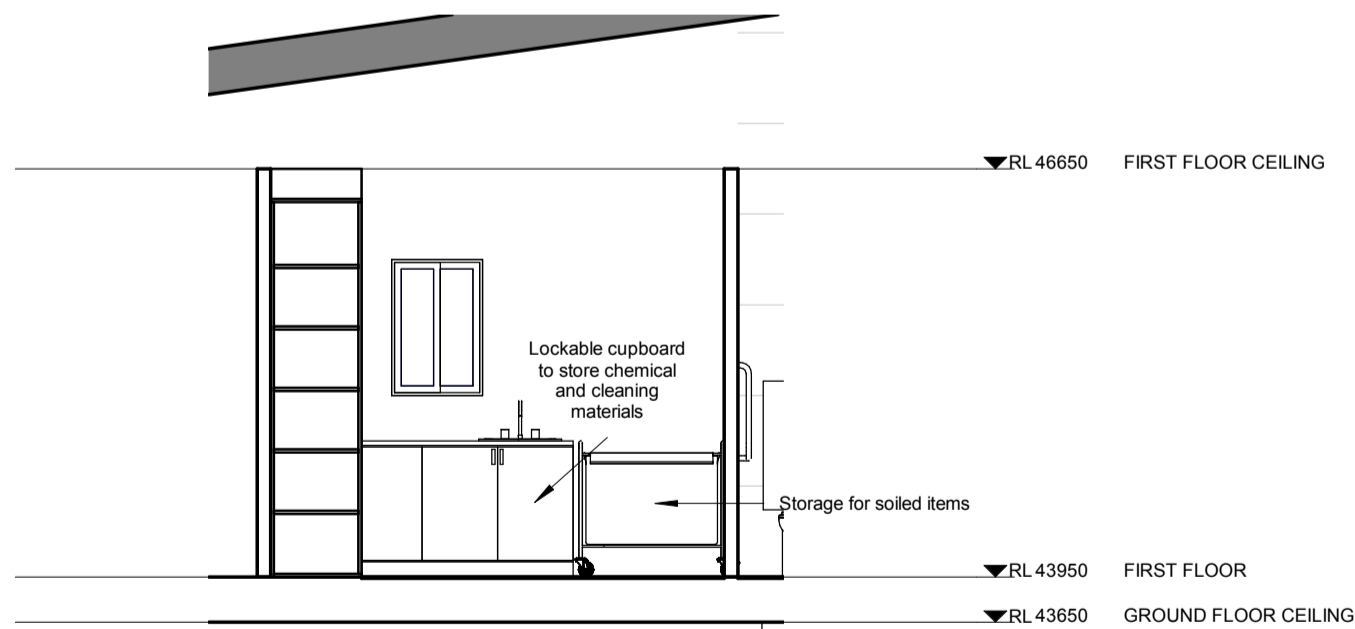 RL 46650 FIRST FLOOR CEILING
Lockable cupboard
to store chemical
and cleaning
materials
Storage for soiled items
RL 43950 FIRST FLOOR
RL 43650 GROUND FLOOR CEILING